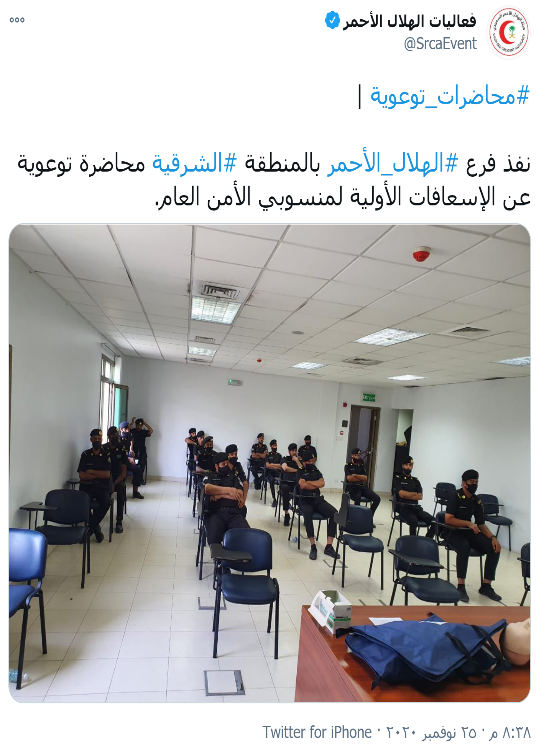 فعاليات الهلال الأحمر
@SrcaEvent
#محاضرات_توعوية |
نفذ فرع #الهلال_الأحمر بالمنطقة #الشرقية محاضرة توعوية
عن الإسعافات الأولية لمنسوبي الأمن العام.
٨:٣٨ م · ٢٥ نوفمبر ٢٠٢٠ · Twitter for iPhone